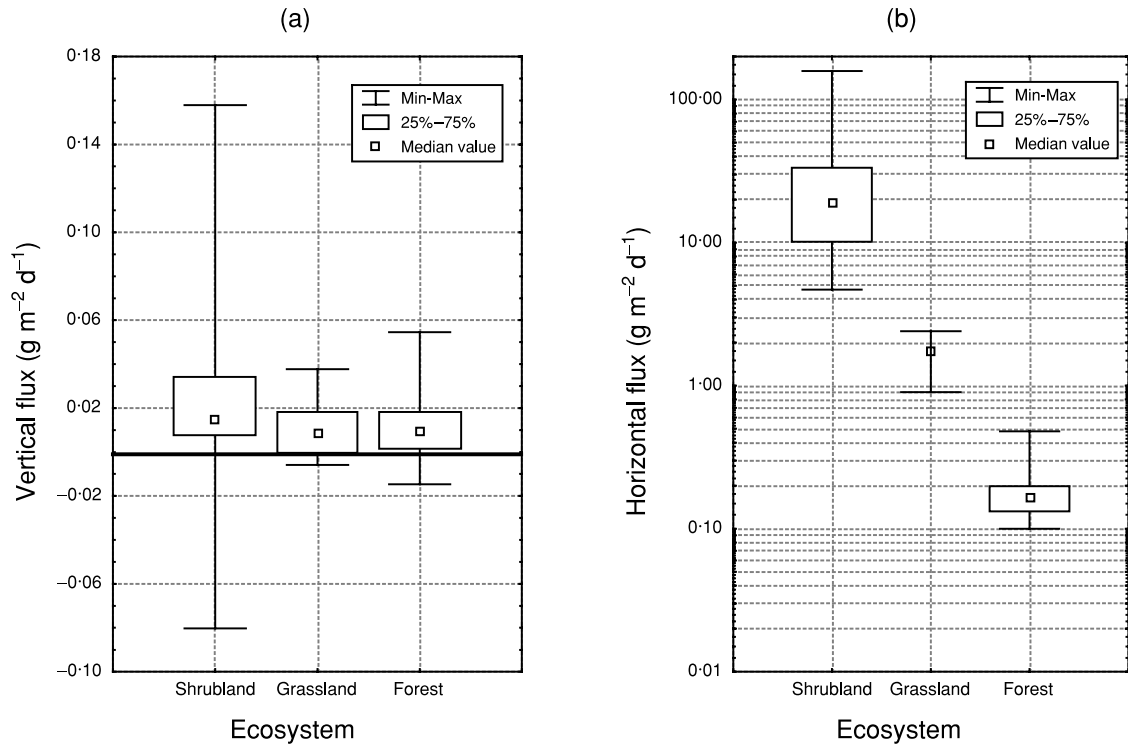 (a)
Vertical flux (g m⁻² d⁻¹)
0·18
0·14
0·10
0·06
0·02
−0·02
−0·06
−0·10
Min-Max
25%−75%
Median value
Shrubland Grassland Forest
Ecosystem
(b)
Horizontal flux (g m⁻² d⁻¹)
100·00
10·00
1·00
0·10
0·01
Min-Max
25%−75%
Median value
Shrubland Grassland Forest
Ecosystem